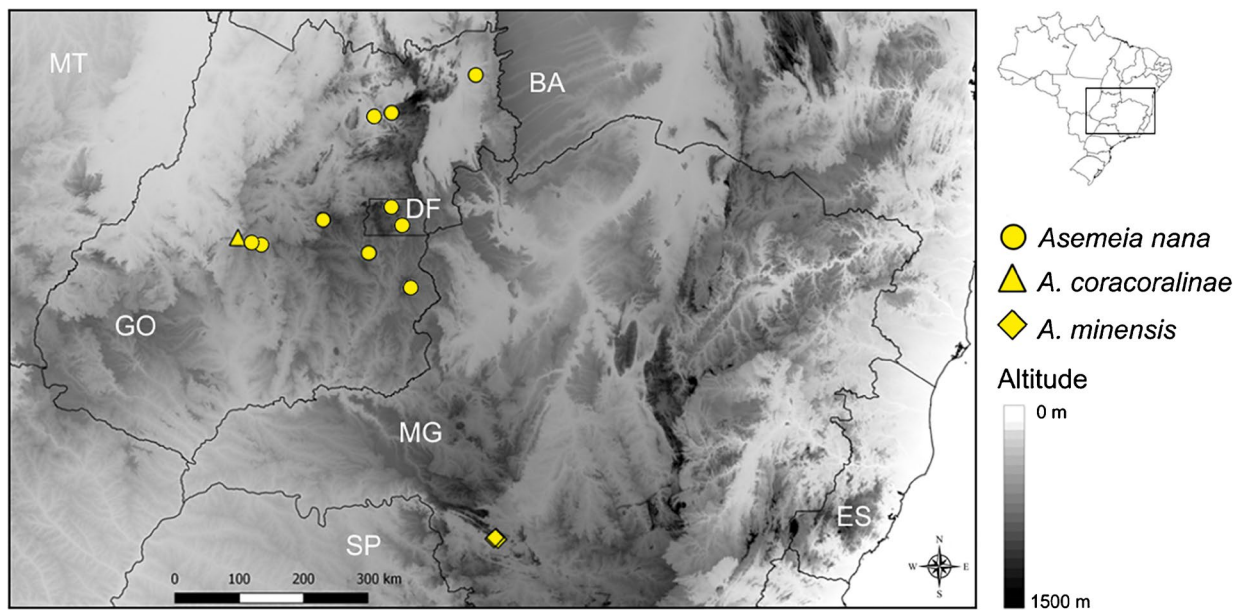 MT
BA
DF
GO
MG
ES
SP
0 100 200 300 km
N
W E
S
Asemeia nana
A. coracoralinae
A. minensis
Altitude
0 m
1500 m